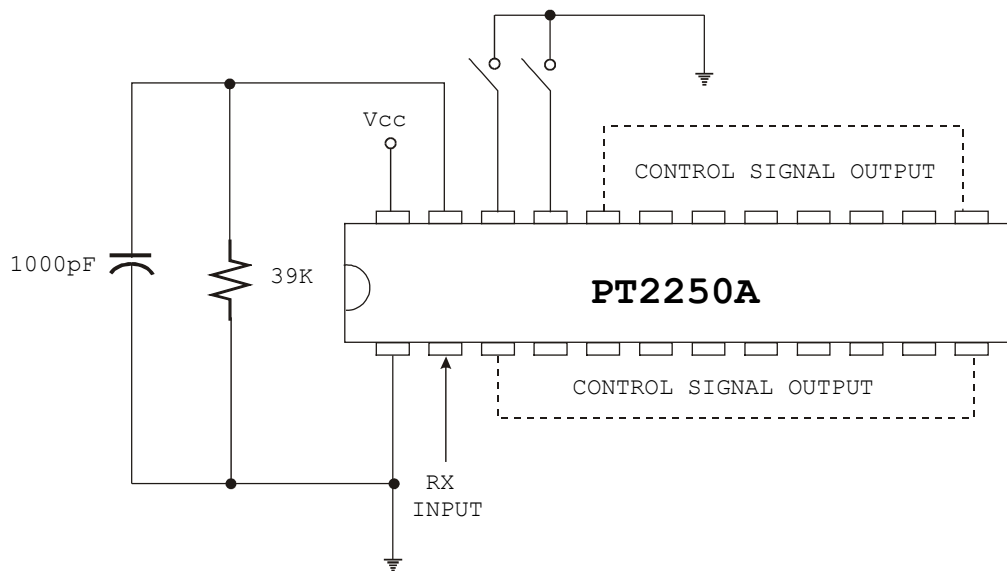 Vcc
CONTROL SIGNAL OUTPUT
1000pF
39K
PT2250A
CONTROL SIGNAL OUTPUT
RX
INPUT